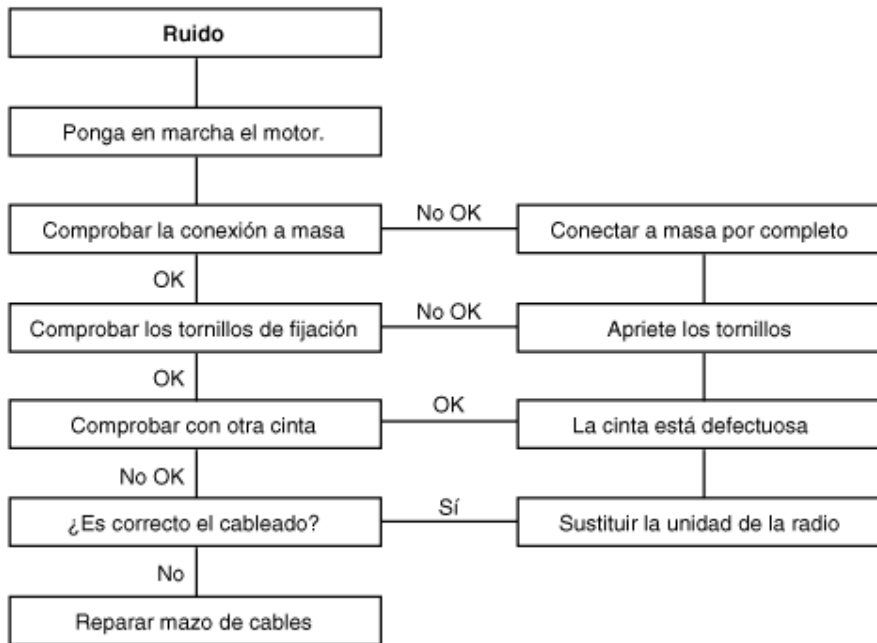 Ruido
Ponga en marcha el motor.
Comprobar la conexión a masa
No OK
Conectar a masa por completo
OK
Comprobar los tornillos de fijación
No OK
Apriete los tornillos
OK
Comprobar con otra cinta
OK
La cinta está defectuosa
No OK
¿Es correcto el cableado?
Sí
Sustituir la unidad de la radio
No
Reparar mazo de cables